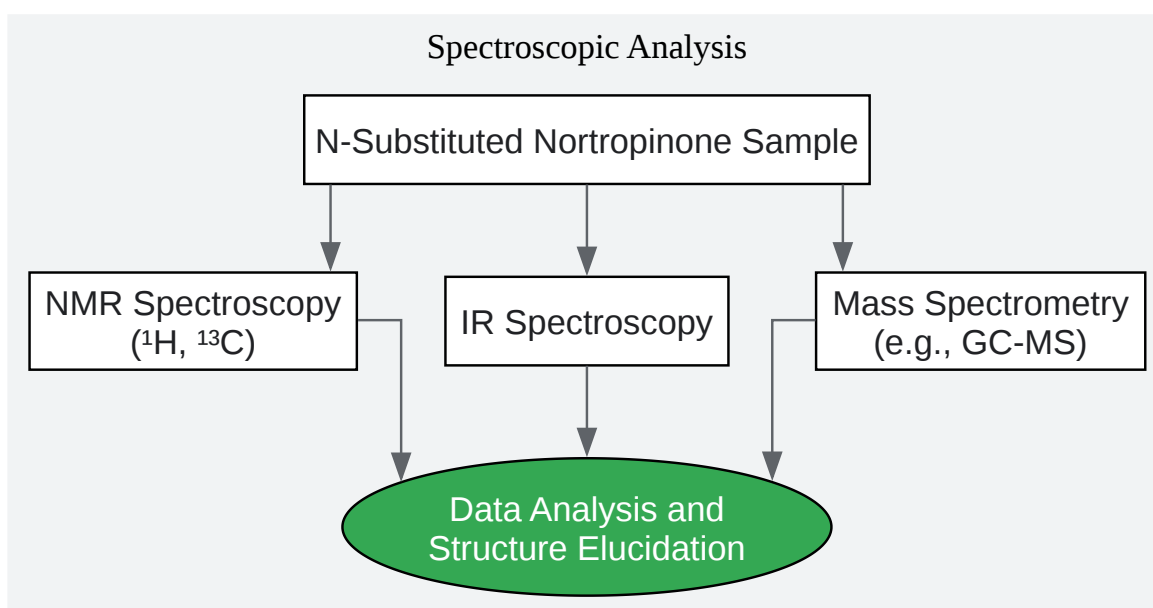 Spectroscopic Analysis
N-Substituted Nortropinone Sample
NMR Spectroscopy
(¹H, ¹³C)
IR Spectroscopy
Mass Spectrometry
(e.g., GC-MS)
Data Analysis and
Structure Elucidation